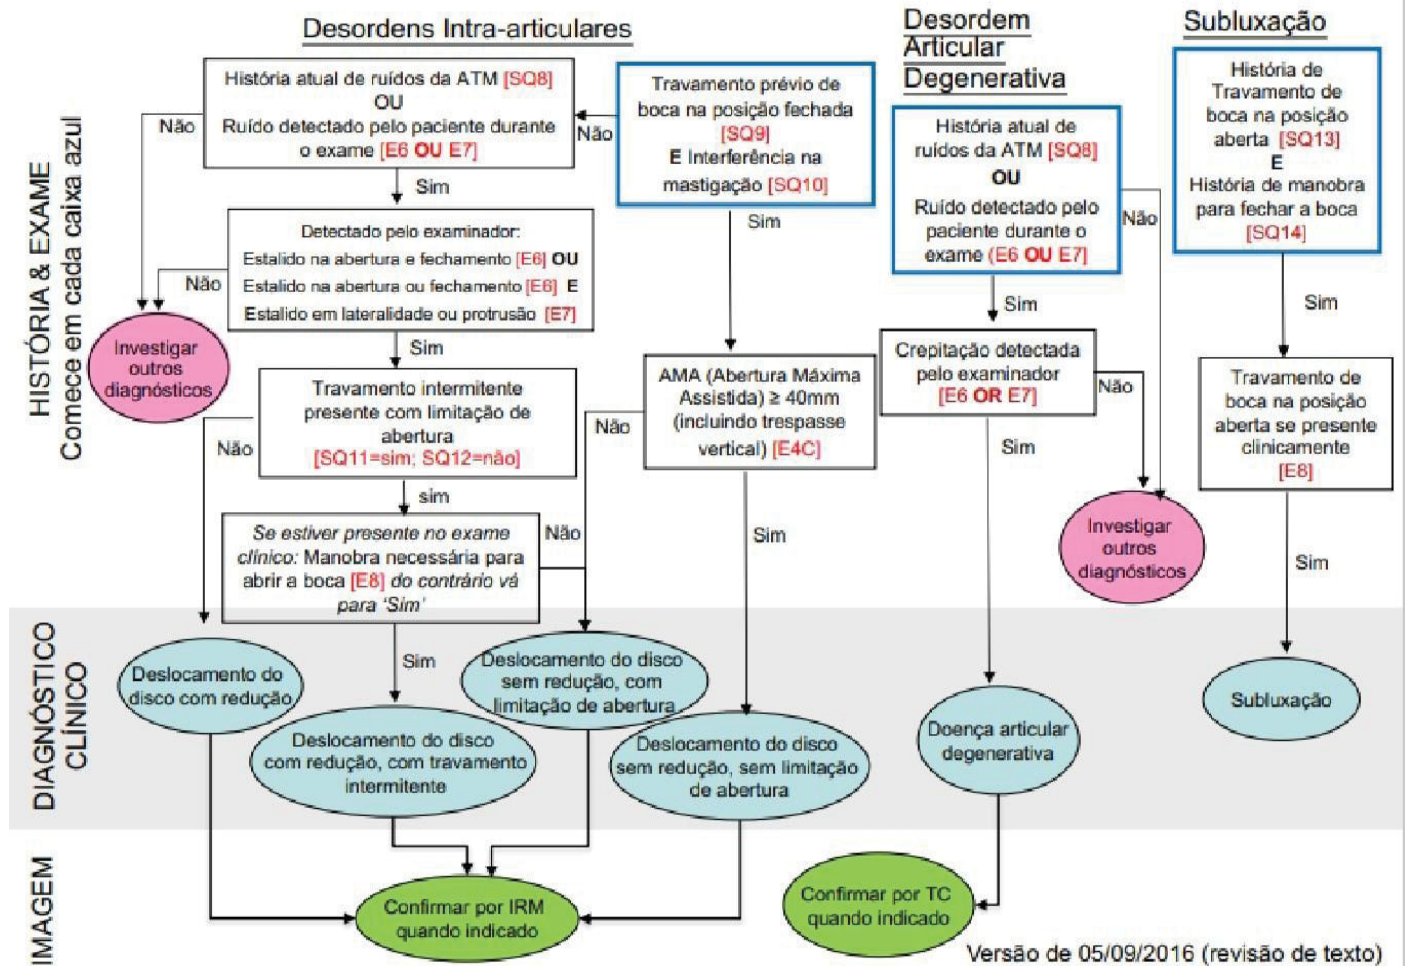 Desordens Intra-articulares
Desordem
Articular
Degenerativa
Subluxação
HISTÓRIA & EXAME
Comece em cada caixa azul
História atual de ruídos da ATM [SQ8]
OU
Ruído detectado pelo paciente durante
o exame [E6 OU E7]
Não
Sim
Travamento prévio de
boca na posição fechada
[SQ9]
E Interferência na
mastigação [SQ10]
Não
Sim
Detectado pelo examinador:
Estalido na abertura e fechamento [E6] OU
Estalido na abertura ou fechamento [E6] E
Estalido em lateralidade ou protrusão [E7]
Não
Sim
Investigar
outros
diagnósticos
Travamento intermitente
presente com limitação de
abertura
[SQ11=sim; SQ12=não]
Não
sim
Se estiver presente no exame
clínico: Manobra necessária para
abrir a boca [E8] do contrário vá
para ‘Sim’
Não
Sim
AMA (Abertura Máxima
Assistida) ≥ 40mm
(incluindo trespasse
vertical) [E4C]
Não
Sim
História atual de
ruídos da ATM [SQ8]
OU
Ruído detectado pelo
paciente durante o
exame (E6 OU E7]
Não
Sim
Crepitação detectada
pelo examinador
[E6 OR E7]
Não
Sim
Investigar
outros
diagnósticos
História de
Travamento de
boca na posição
aberta [SQ13]
E
História de manobra
para fechar a boca
[SQ14]
Sim
Travamento de
boca na posição
aberta se presente
clinicamente
[E8]
Sim
DIAGNÓSTICO
CLÍNICO
Deslocamento do
disco com redução
Deslocamento do disco
com redução, com travamento
intermitente
Deslocamento do disco
sem redução, com
limitação de abertura
Deslocamento do disco
sem redução, sem limitação
de abertura
Doença articular
degenerativa
Subluxação
IMAGEM
Confirmar por IRM
quando indicado
Confirmar por TC
quando indicado
Versão de 05/09/2016 (revisão de texto)